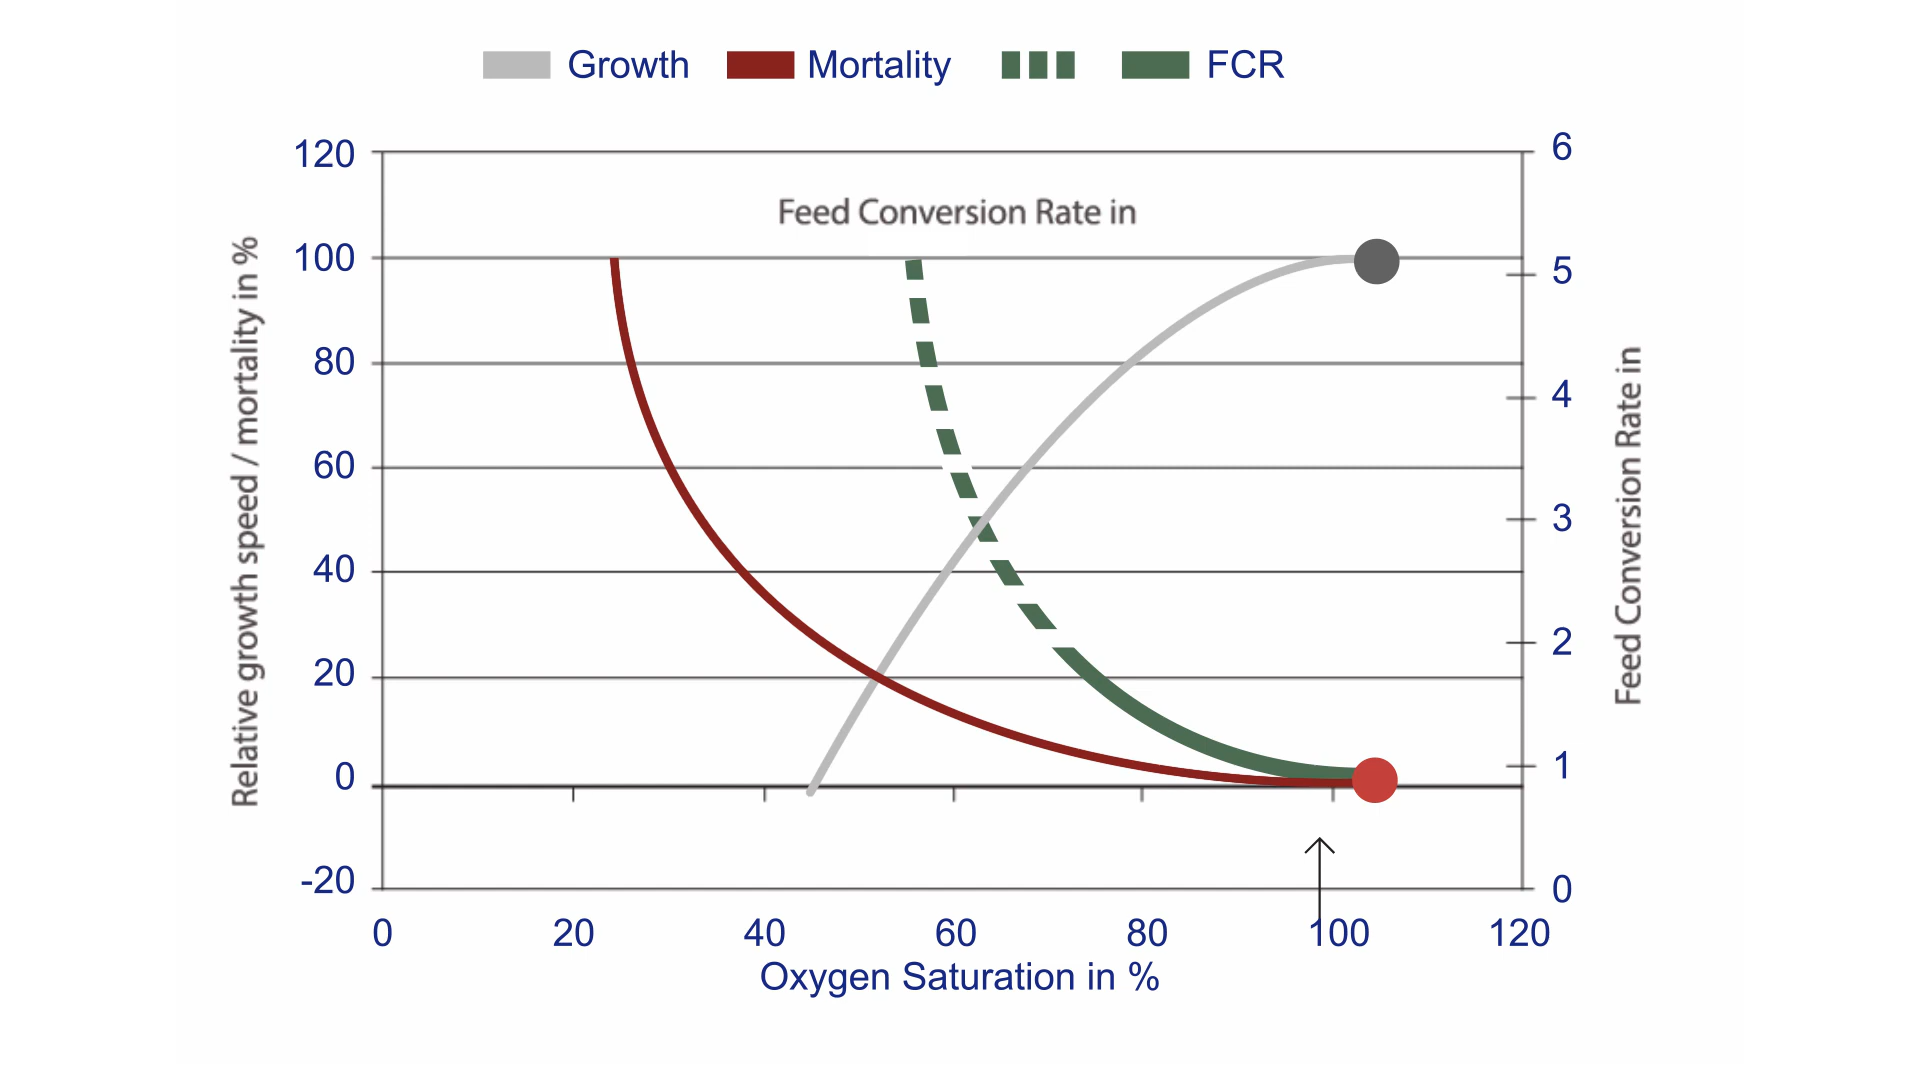 Growth Mortality FCR
Feed Conversion Rate in
Relative growth speed / mortality in %
120
100
80
60
40
20
0
-20
6
5
4
3
2
1
0
Feed Conversion Rate in
0 20 40 60 80 100 120
Oxygen Saturation in %